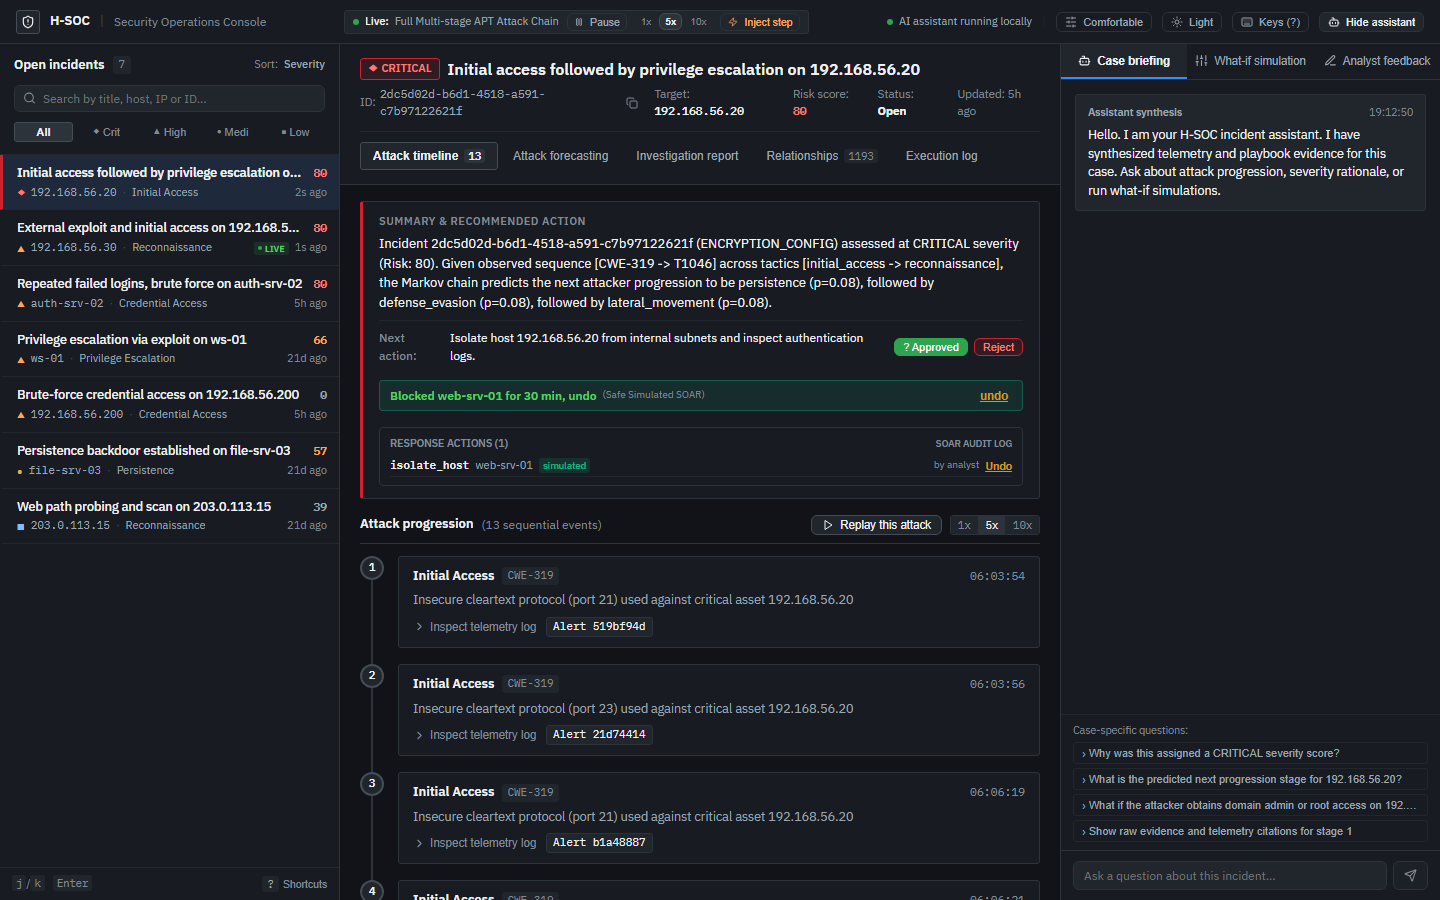 H-SOC
Security Operations Console
Live: Full Multi-stage APT Attack Chain
Pause
1x 5x 10x
Inject step
AI assistant running locally
Comfortable
Light
Keys (?)
Hide assistant
Open incidents 7
Sort: Severity
Search by title, host, IP or ID...
All
Crit
High
Medi
Low
Initial access followed by privilege escalation o... 80
192.168.56.20 · Initial Access 2s ago
External exploit and initial access on 192.168.5... 80
192.168.56.30 · Reconnaissance LIVE 1s ago
Repeated failed logins, brute force on auth-srv-02 80
auth-srv-02 · Credential Access 5h ago
Privilege escalation via exploit on ws-01 66
ws-01 · Privilege Escalation 21d ago
Brute-force credential access on 192.168.56.200 0
192.168.56.200 · Credential Access 5h ago
Persistence backdoor established on file-srv-03 57
file-srv-03 · Persistence 21d ago
Web path probing and scan on 203.0.113.15 39
203.0.113.15 · Reconnaissance 21d ago
j / k Enter
? Shortcuts
CRITICAL
Initial access followed by privilege escalation on 192.168.56.20
ID: 2dc5d02d-b6d1-4518-a591-
c7b97122621f
Target:
192.168.56.20
Risk score:
80
Status:
Open
Updated: 5h
ago
Attack timeline 13
Attack forecasting
Investigation report
Relationships 1193
Execution log
SUMMARY & RECOMMENDED ACTION
Incident 2dc5d02d-b6d1-4518-a591-c7b97122621f (ENCRYPTION_CONFIG) assessed at CRITICAL severity
(Risk: 80). Given observed sequence [CWE-319 -> T1046] across tactics [initial_access -> reconnaissance],
the Markov chain predicts the next attacker progression to be persistence (p=0.08), followed by
defense_evasion (p=0.08), followed by lateral_movement (p=0.08).
Next
action:
Isolate host 192.168.56.20 from internal subnets and inspect authentication
logs.
? Approved
Reject
Blocked web-srv-01 for 30 min, undo (Safe Simulated SOAR) undo
RESPONSE ACTIONS (1)
SOAR AUDIT LOG
isolate_host web-srv-01 simulated
by analyst Undo
Attack progression (13 sequential events)
Replay this attack
1x 5x 10x
1
Initial Access CWE-319 06:03:54
Insecure cleartext protocol (port 21) used against critical asset 192.168.56.20
› Inspect telemetry log Alert 519bf94d
2
Initial Access CWE-319 06:03:56
Insecure cleartext protocol (port 23) used against critical asset 192.168.56.20
› Inspect telemetry log Alert 21d74414
3
Initial Access CWE-319 06:06:19
Insecure cleartext protocol (port 21) used against critical asset 192.168.56.20
› Inspect telemetry log Alert b1a48887
4
Initial Access CWE-319 06:06:21
Case briefing
What-if simulation
Analyst feedback
Assistant synthesis 19:12:50
Hello. I am your H-SOC incident assistant. I have
synthesized telemetry and playbook evidence for this
case. Ask about attack progression, severity rationale, or
run what-if simulations.
Case-specific questions:
› Why was this assigned a CRITICAL severity score?
› What is the predicted next progression stage for 192.168.56.20?
› What if the attacker obtains domain admin or root access on 192....
› Show raw evidence and telemetry citations for stage 1
Ask a question about this incident...